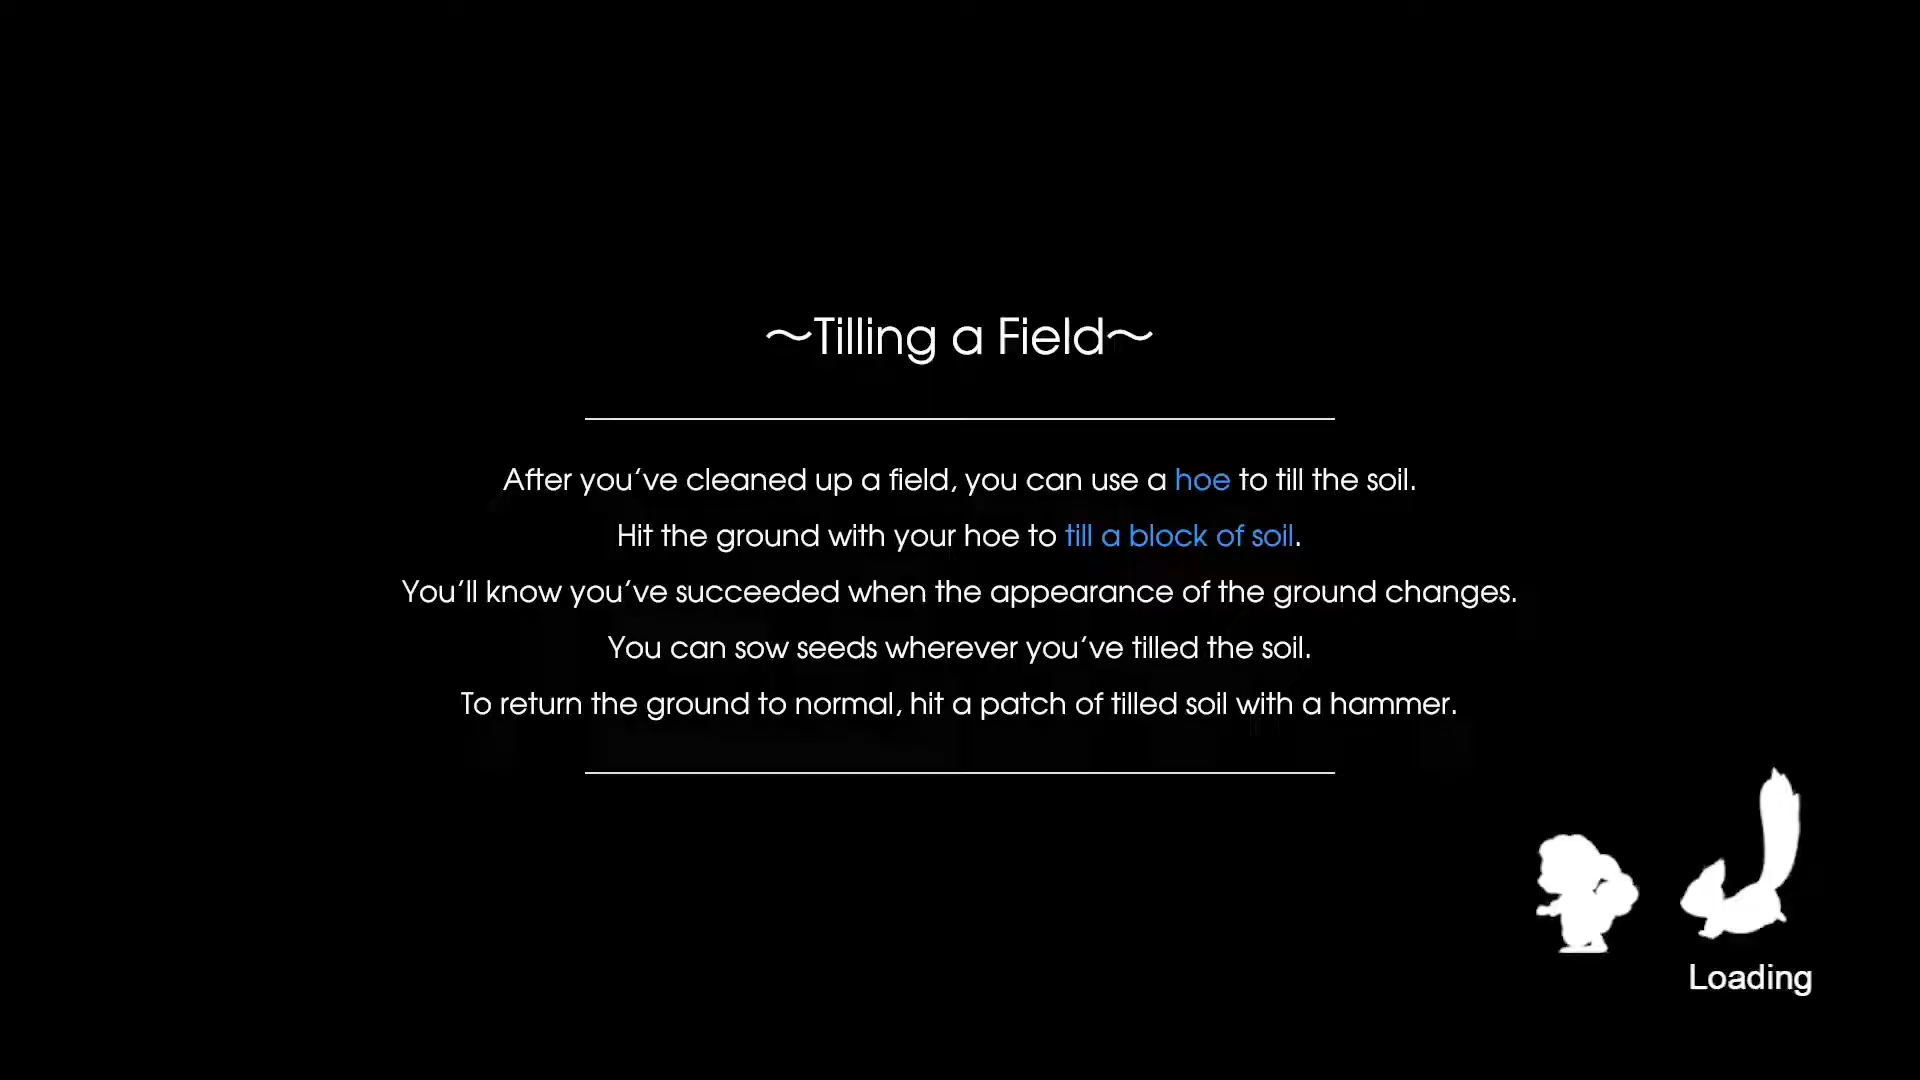 ～Tilling a Field～
After you’ve cleaned up a field, you can use a hoe to till the soil.
Hit the ground with your hoe to till a block of soil.
You’ll know you’ve succeeded when the appearance of the ground changes.
You can sow seeds wherever you’ve tilled the soil.
To return the ground to normal, hit a patch of tilled soil with a hammer.
Loading